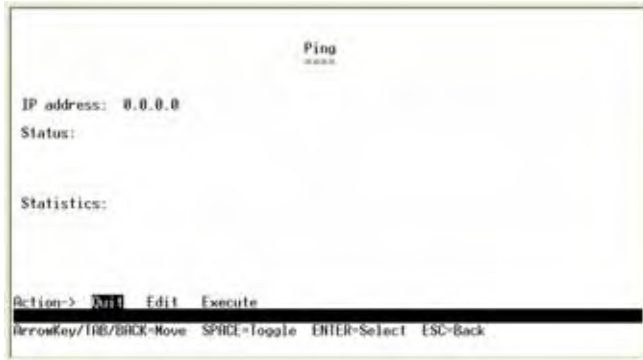 Ping
====
IP address: 0.0.0.0
Status:
Statistics:
Action-> Quit Edit Execute
ArrowKey/TAB/BACK=Move SPACE=Toggle ENTER=Select ESC=Back